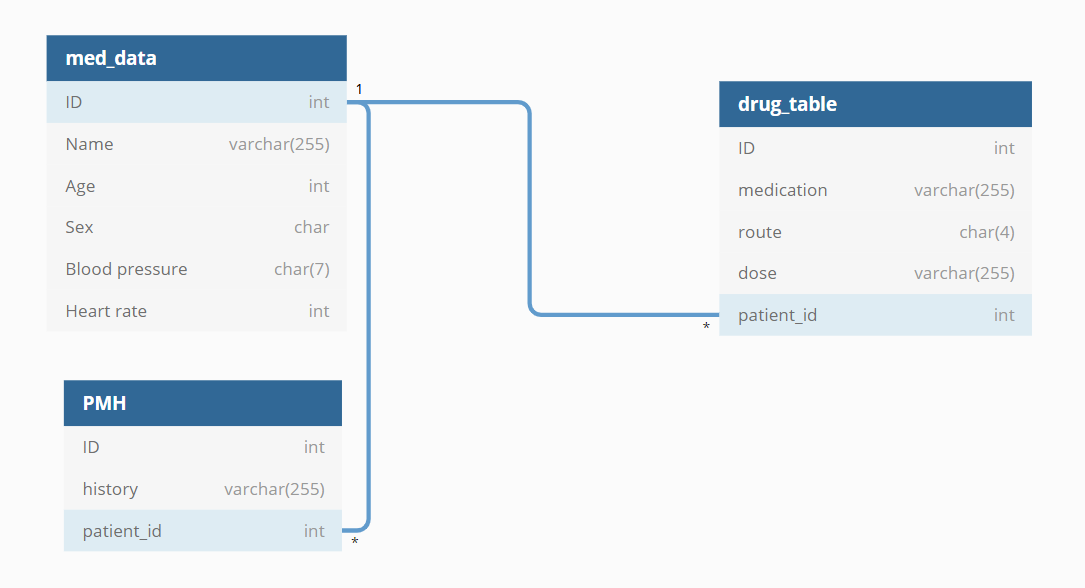 med_data
ID int
Name varchar(255)
Age int
Sex char
Blood pressure char(7)
Heart rate int
1
PMH
ID int
history varchar(255)
patient_id int
*
drug_table
ID int
medication varchar(255)
route char(4)
dose varchar(255)
patient_id int
*